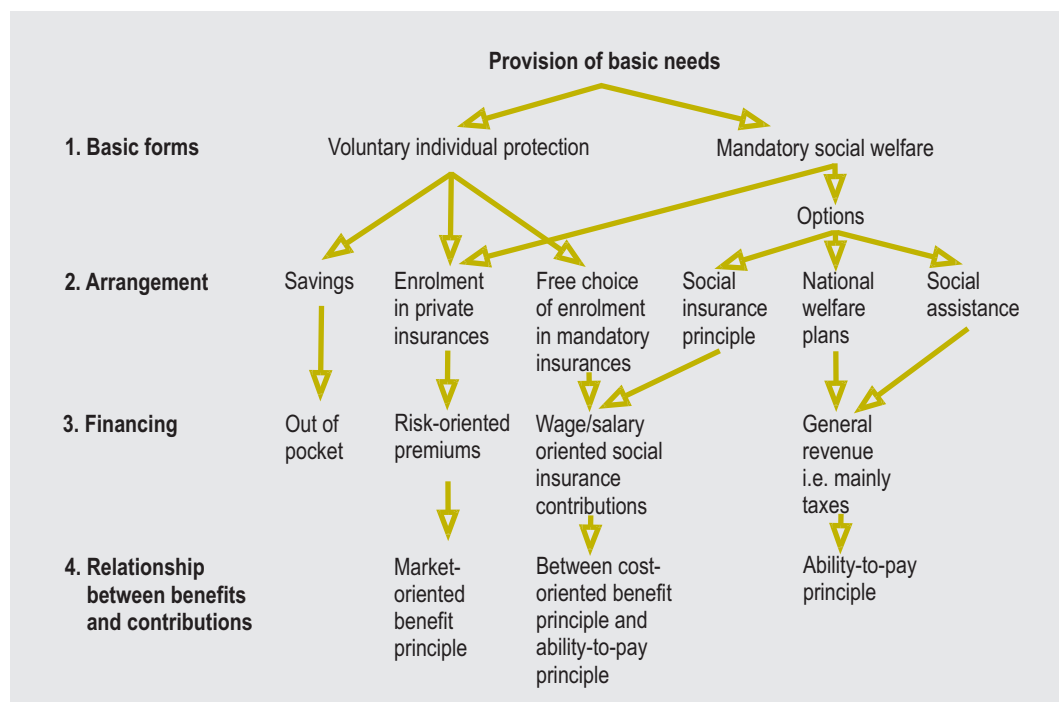 Provision of basic needs
1. Basic forms
Voluntary individual protection
Mandatory social welfare
Options
2. Arrangement
Savings
Enrolment
in private
insurances
Free choice
of enrolment
in mandatory
insurances
Social
insurance
principle
National
welfare
plans
Social
assistance
3. Financing
Out of
pocket
Risk-oriented
premiums
Wage/salary
oriented social
insurance
contributions
General
revenue
i.e. mainly
taxes
4. Relationship
between benefits
and contributions
Market-
oriented
benefit
principle
Between cost-
oriented benefit
principle and
ability-to-pay
principle
Ability-to-pay
principle